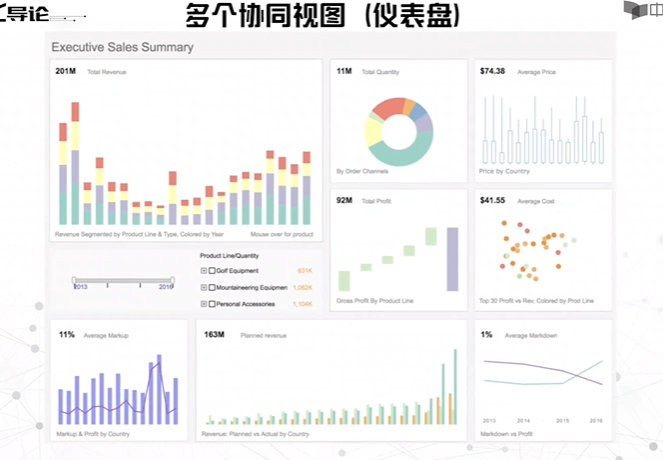 导论
多个协同视图（仪表盘）
中
Executive Sales Summary
201M Total Revenue
Revenue Segmented by Product Line & Type, Colored by Year Mouse over for product
11M Total Quantity
By Order Channels
$74.38 Average Price
Price by Country
2013 2016
Product Line/Quantity
Golf Equipment 631K
Mountaineering Equipmen 1,062K
Personal Accessories 1,104K
92M Total Profit
Gross Profit By Product Line
$41.55 Average Cost
Top 30 Profit vs Rev, Colored by Prod Line
11% Average Markup
Markup & Profit by Country
163M Planned revenue
Revenue: Planned vs Actual by Country
1% Average Markdown
2013 2014 2015 2016
Markdown vs Profit